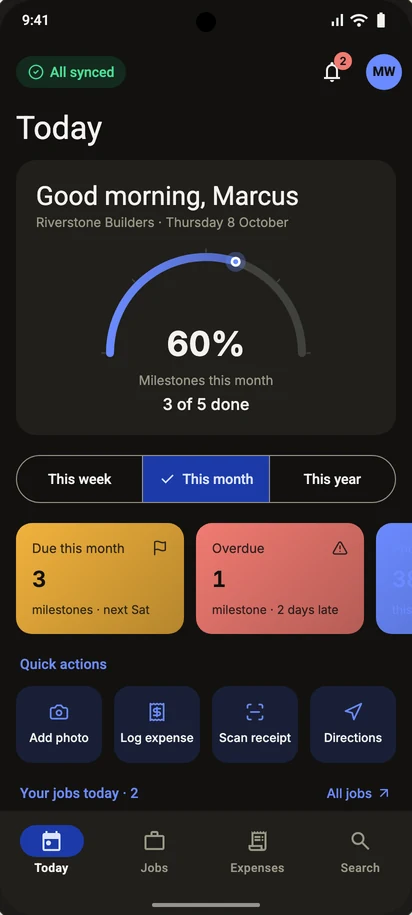 9:41
All synced
2
MW
Today
Good morning, Marcus
Riverstone Builders · Thursday 8 October
60%
Milestones this month
3 of 5 done
This week
This month
This year
Due this month
3
milestones · next Sat
Overdue
1
milestone · 2 days late
Quick actions
Add photo
Log expense
Scan receipt
Directions
Your jobs today · 2
All jobs
Today
Jobs
Expenses
Search